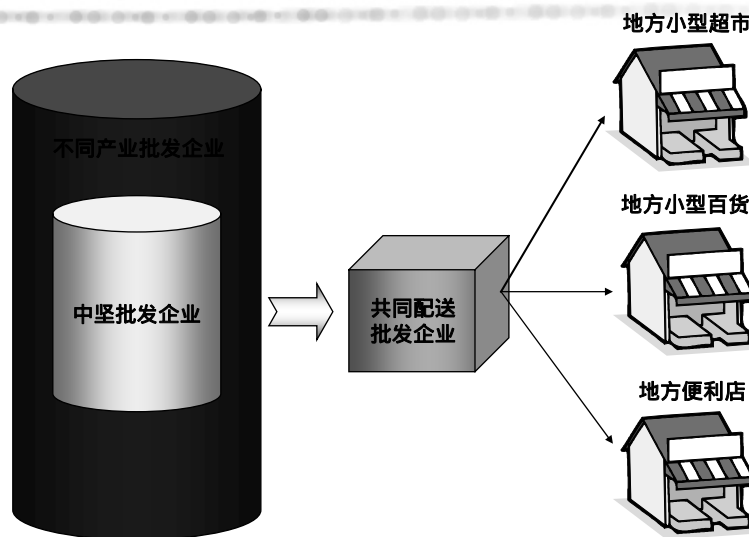 地方小型超市
不同产业批发企业
地方小型百货
中坚批发企业
共同配送
批发企业
地方便利店